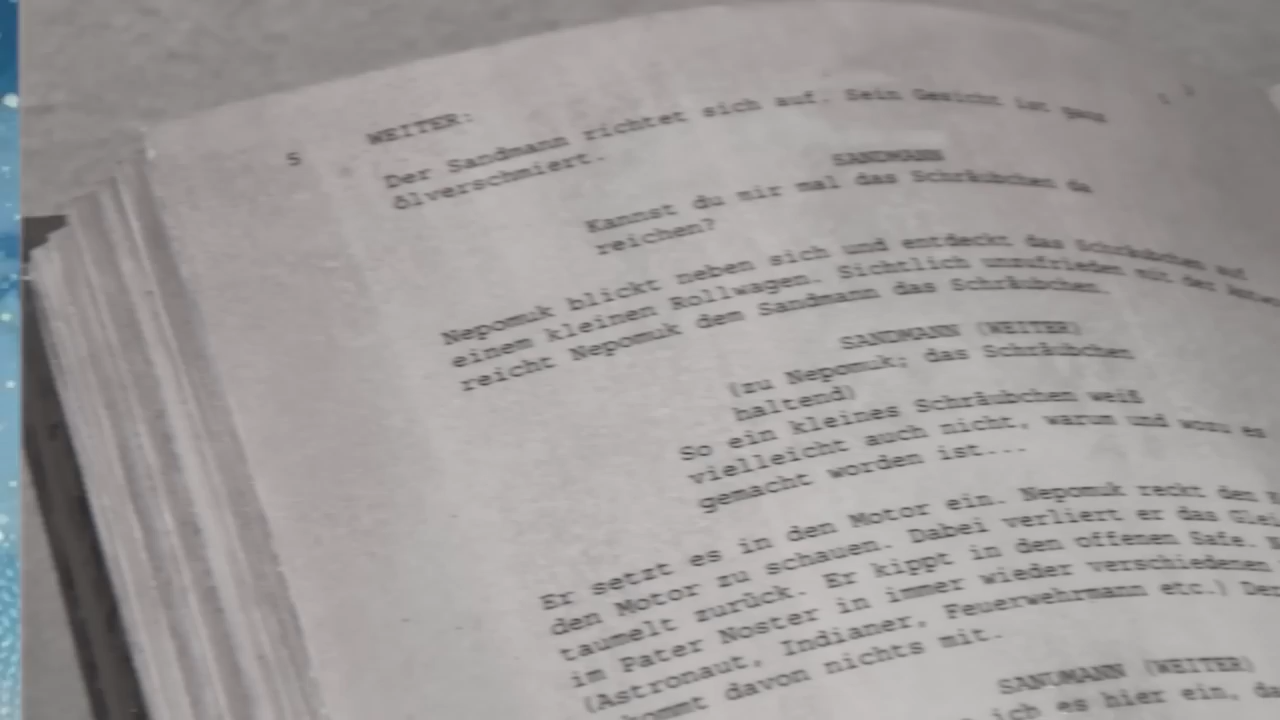 5 WEITER:
Der Sandmann richtet sich auf. Sein Gesicht ist ganz
ölverschmiert.
SANDMANN
Kannst du mir mal das Schräubchen da
reichen?
Nepomuk blickt neben sich und entdeckt das Schräubchen auf
einem kleinen Rollwagen. Sichtlich unzufrieden mit der
reicht Nepomuk dem Sandmann das Schräubchen.
SANDMANN (WEITER)
(zu Nepomuk; das Schräubchen
haltend)
So ein kleines Schräubchen weiß
vielleicht auch nicht, warum und wozu es
gemacht worden ist...
Er setzt es in den Motor ein. Nepomuk reckt den
den Motor zu schauen. Dabei verliert er das
taumelt zurück. Er kippt in den offenen Safe.
im Pater Noster in immer wieder verschiedenen
(Astronaut, Indianer, Feuerwehrmann etc.)
davon nichts mit.
SANDMANN (WEITER)
ich es hier ein,